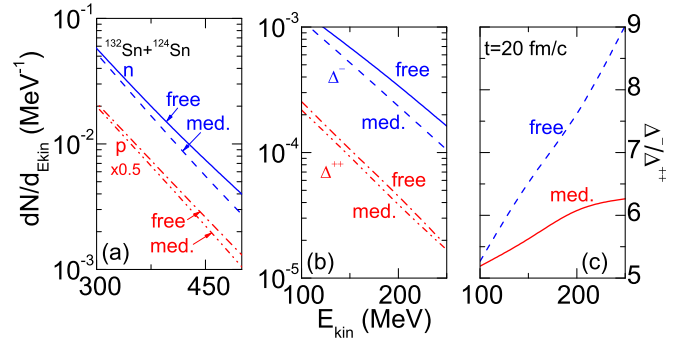 10⁻¹
10⁻²
10⁻³
dN/d_Ekin (MeV⁻¹)
¹³²Sn+¹²⁴Sn
n
free
med.
p
x0.5
free
med.
(a)
300
450
10⁻³
10⁻⁴
10⁻⁵
free
Δ⁻
med.
Δ⁺⁺
free
med.
(b)
100
200
E_kin (MeV)
t=20 fm/c
free
med.
(c)
100
200
9
8
7
6
5
Δ⁻/Δ⁺⁺